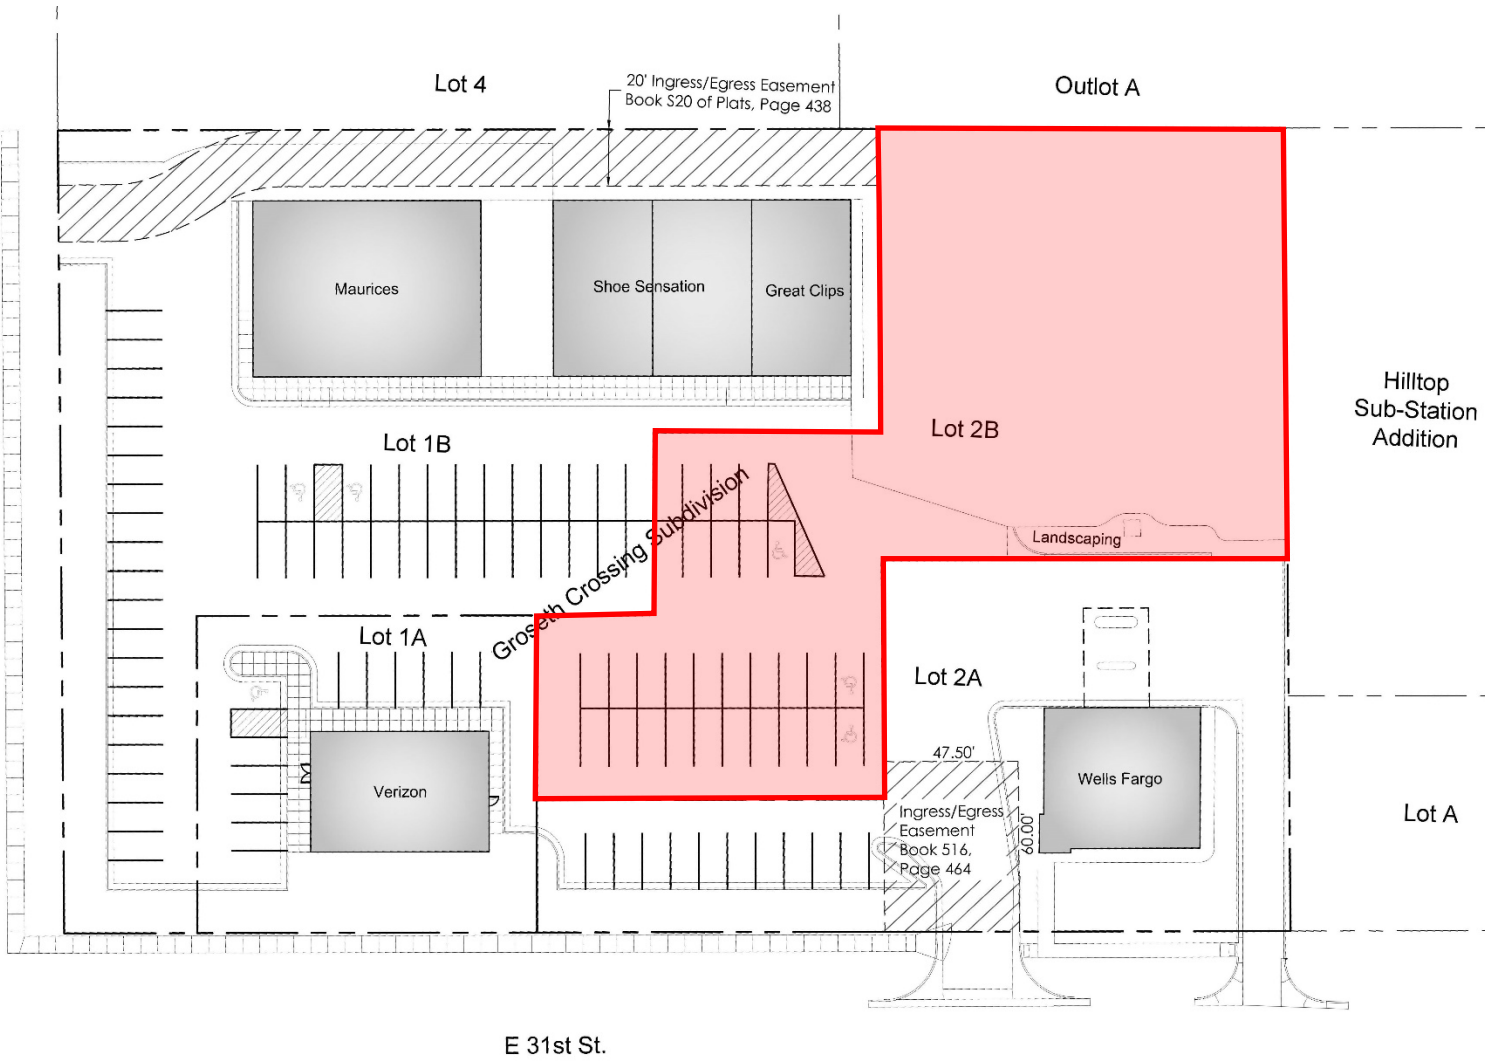 Lot 4
20' Ingress/Egress Easement
Book S20 of Plats, Page 438
Outlot A
Maurices
Shoe Sensation
Great Clips
Hilltop
Sub-Station
Addition
Lot 1B
Lot 2B
Groseth Crossing Subdivision
Landscaping
Lot 1A
Lot 2A
47.50'
Verizon
Wells Fargo
Ingress/Egress
Easement
Book 516,
Page 464
60.00'
Lot A
E 31st St.